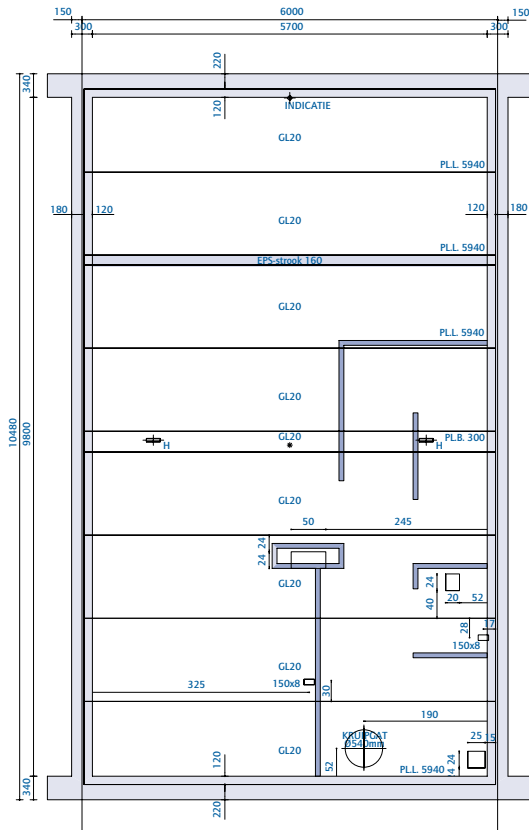 150 6000 150
300 5700 300
340 220
120
INDICATIE
GL20
PL.L. 5940
180 120 GL20 120 180
PL.L. 5940
EPS-strook 160
GL20
PL.L. 5940
GL20
10480 9800
GL20 PL.B. 300
H H
GL20
50 245
24
24
GL20 24
20 52
40
28 17
150x8
GL20
325 150x8 30
190
KRUIPGAT
Ø540mm
25 15
GL20
120 52 24
PL.L. 5940 4
340
220